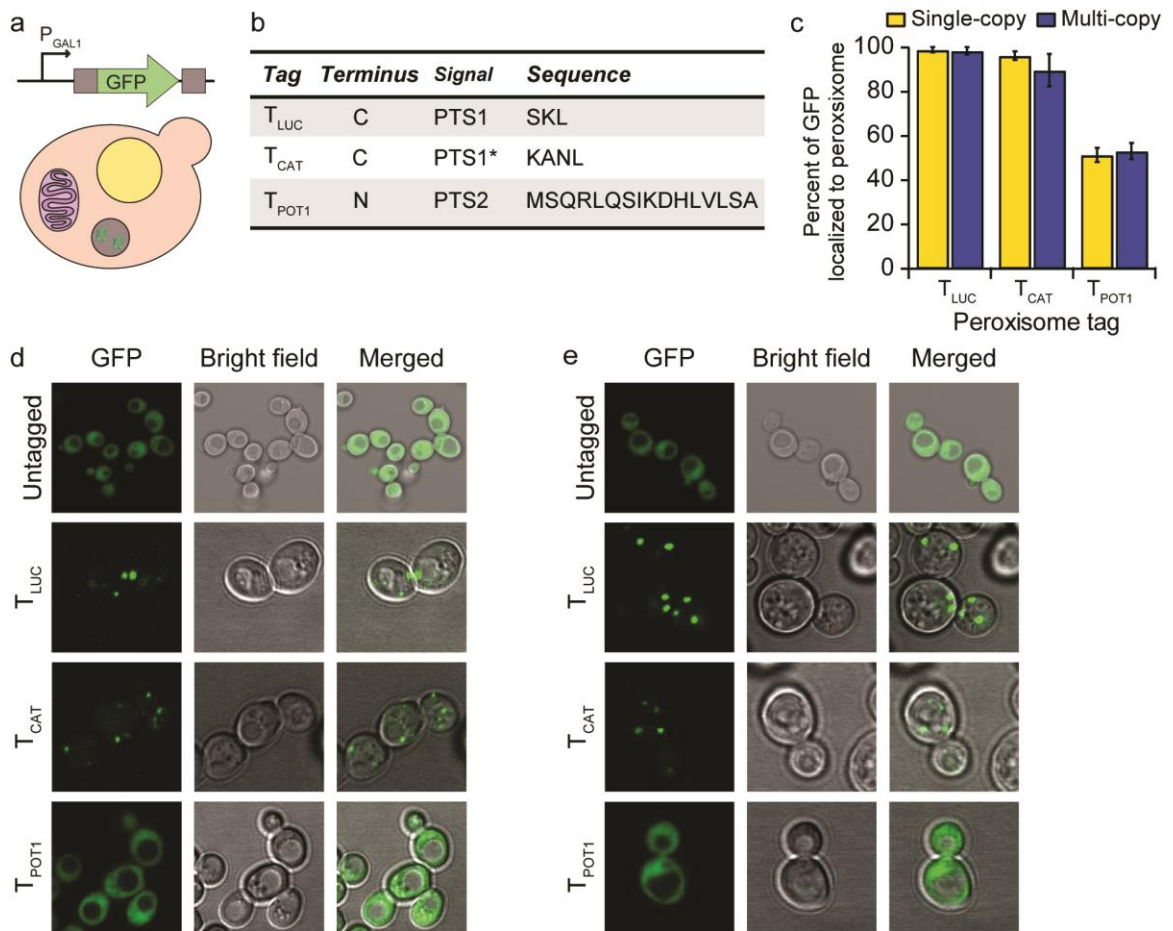 a
P GAL1
GFP
b
Tag Terminus Signal Sequence
T LUC C PTS1 SKL
T CAT C PTS1* KANL
T POT1 N PTS2 MSQRLQSIKDHLVLSA
c
Single-copy Multi-copy
Percent of GFP
localized to peroxsixome
100
80
60
40
20
0
T LUC T CAT T POT1
Peroxisome tag
d
GFP Bright field Merged
Untagged
T LUC
T CAT
T POT1
e
GFP Bright field Merged
Untagged
T LUC
T CAT
T POT1